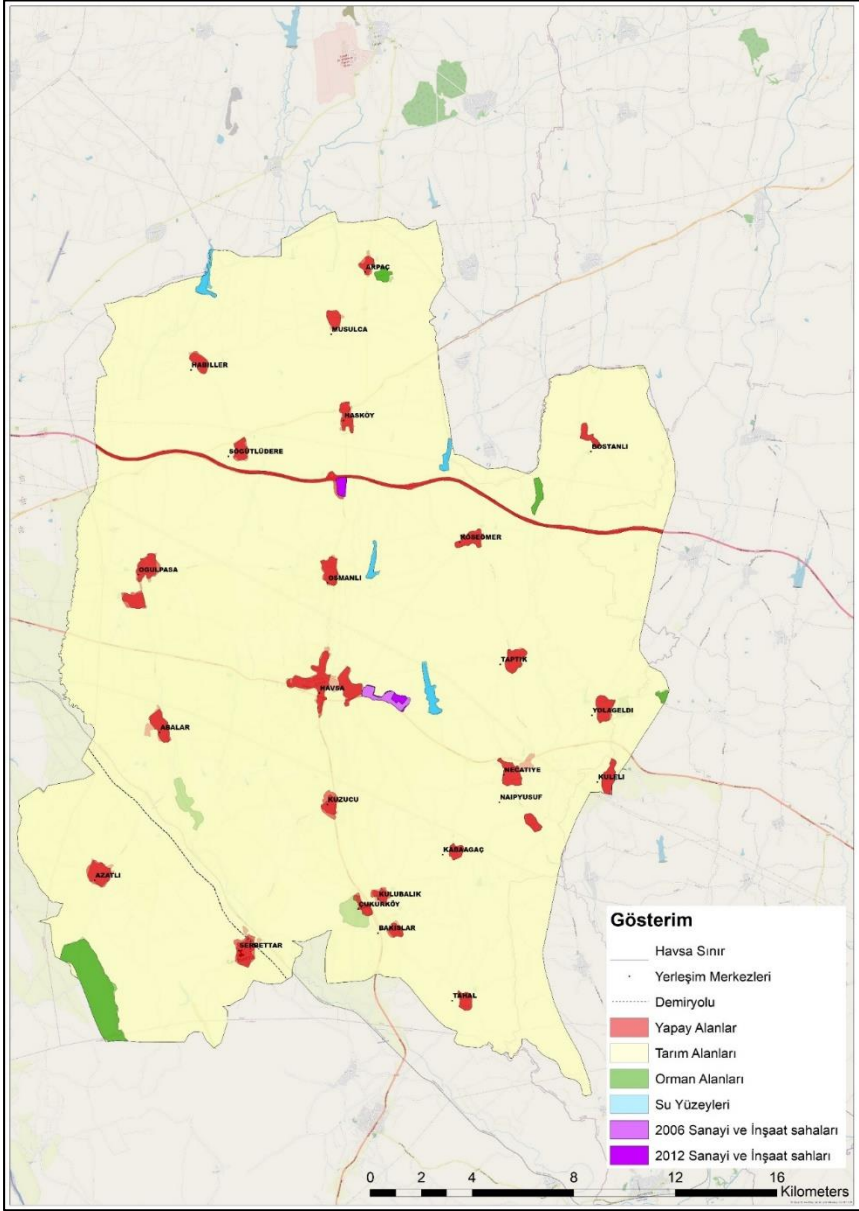 ARPAÇ
MUSULCA
HABİLLER
HASKÖY
SÖĞÜTLÜDERE
BOSTANLI
KÖSEÖMER
OĞULPAŞA
OSMANLI
TAPTIK
HAVSA
YOLAGELDİ
ABALAR
NECATİYE
KULELİ
NAİPYUSUF
KUZUCU
KARAAĞAÇ
AZATLI
KULUBALIK
ÇUKURKÖY
BAKIŞLAR
ŞERBETTAR
TAHAL
Gösterim
Havsa Sınır
Yerleşim Merkezleri
Demiryolu
Yapay Alanlar
Tarım Alanları
Orman Alanları
Su Yüzeyleri
2006 Sanayi ve İnşaat sahaları
2012 Sanayi ve İnşaat sahları
0 2 4 8 12 16
Kilometers